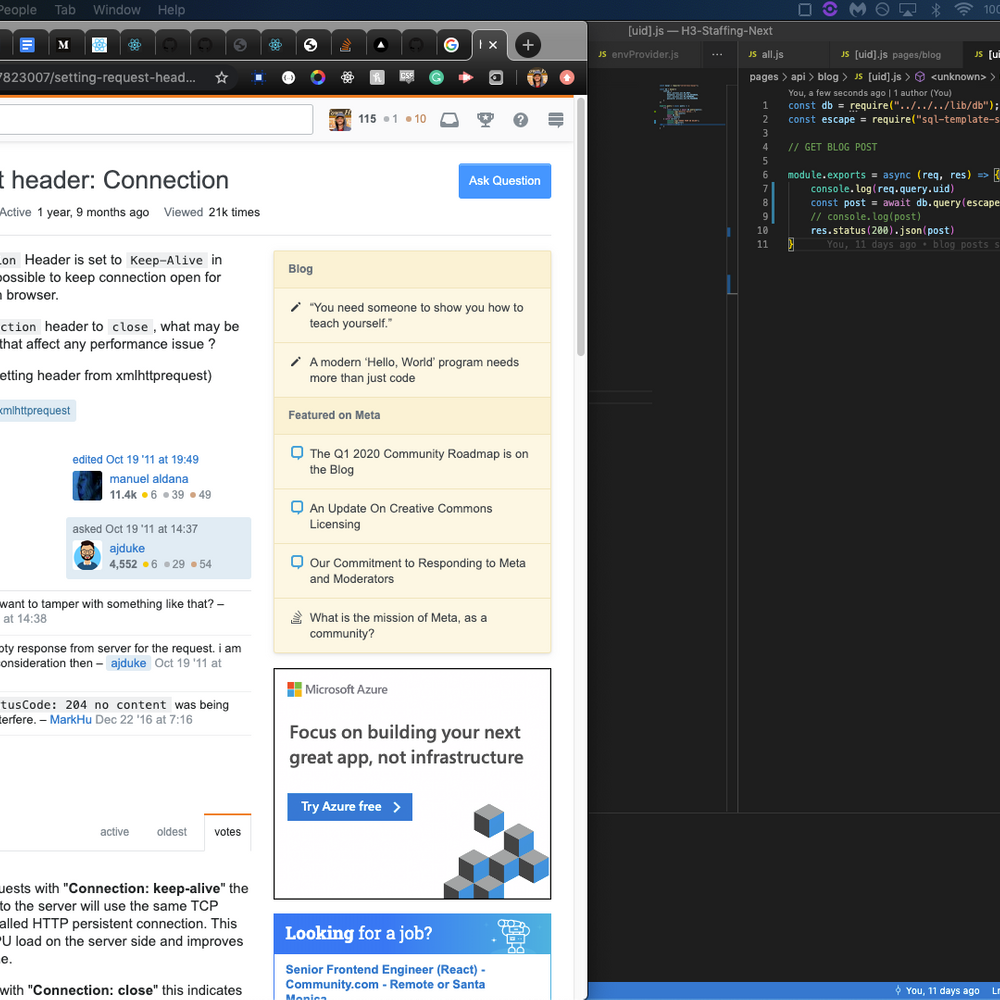 People Tab Window Help
100
7823007/setting-request-head...
115 1 10
t header: Connection
Ask Question
Active 1 year, 9 months ago Viewed 21k times
Header is set to Keep-Alive in
possible to keep connection open for
browser.
header to close, what may be
that affect any performance issue ?
etting header from xmlhttprequest)
xmlhttprequest
edited Oct 19 '11 at 19:49
manuel aldana
11.4k 6 39 49
asked Oct 19 '11 at 14:37
ajduke
4,552 6 29 54
want to tamper with something like that? –
at 14:38
pty response from server for the request. i am
onsideration then – ajduke Oct 19 '11 at
tusCode: 204 no content was being
terfere. – MarkHu Dec 22 '16 at 7:16
active oldest votes
uests with "Connection: keep-alive" the
to the server will use the same TCP
alled HTTP persistent connection. This
PU load on the server side and improves
e.
with "Connection: close" this indicates
Blog
“You need someone to show you how to
teach yourself.”
A modern ‘Hello, World’ program needs
more than just code
Featured on Meta
The Q1 2020 Community Roadmap is on
the Blog
An Update On Creative Commons
Licensing
Our Commitment to Responding to Meta
and Moderators
What is the mission of Meta, as a
community?
Microsoft Azure
Focus on building your next
great app, not infrastructure
Try Azure free
Looking for a job?
Senior Frontend Engineer (React) -
Community.com - Remote or Santa
Monica
[uid].js — H3-Staffing-Next
JS envProvider.js ... JS all.js JS [uid].js pages/blog JS [ui
pages > api > blog > JS [uid].js > <unknown>
You, a few seconds ago | 1 author (You)
1 const db = require("../../../lib/db");
2 const escape = require("sql-template-s
3
4 // GET BLOG POST
5
6 module.exports = async (req, res) => {
7 console.log(req.query.uid)
8 const post = await db.query(escape
9 // console.log(post)
10 res.status(200).json(post)
11 } You, 11 days ago • blog posts s
You, 11 days ago Ln